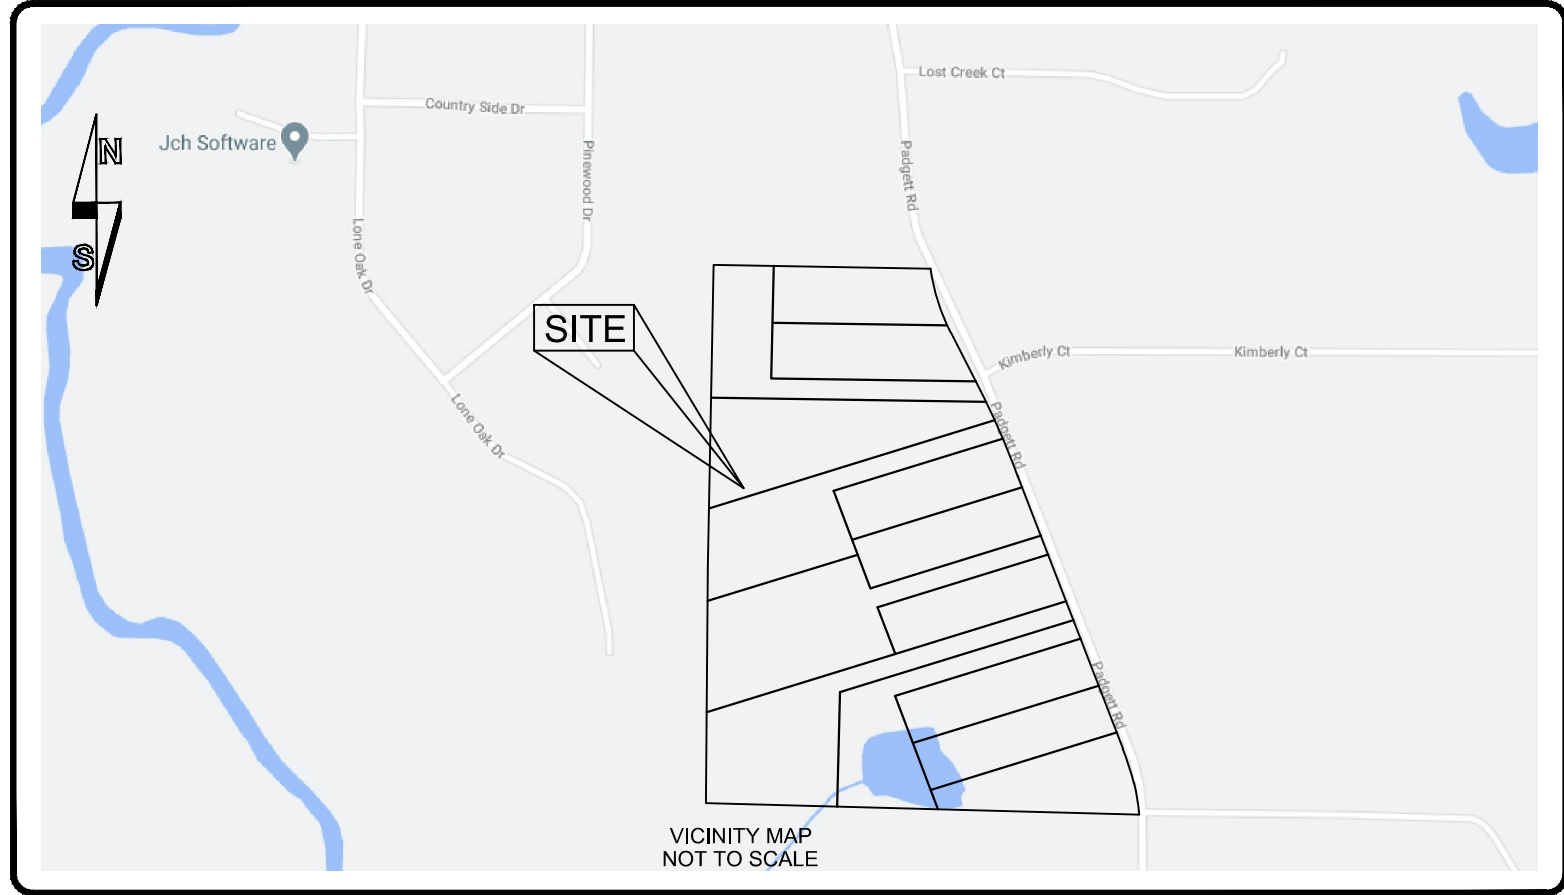 Lost Creek Ct
Country Side Dr
Jch Software
N
Pinewood Dr
Padgett Rd
Lone Oak Dr
S
SITE
Kimberly Ct
Kimberly Ct
Lone Oak Dr
Padgett Rd
Padgett Rd
VICINITY MAP
NOT TO SCALE